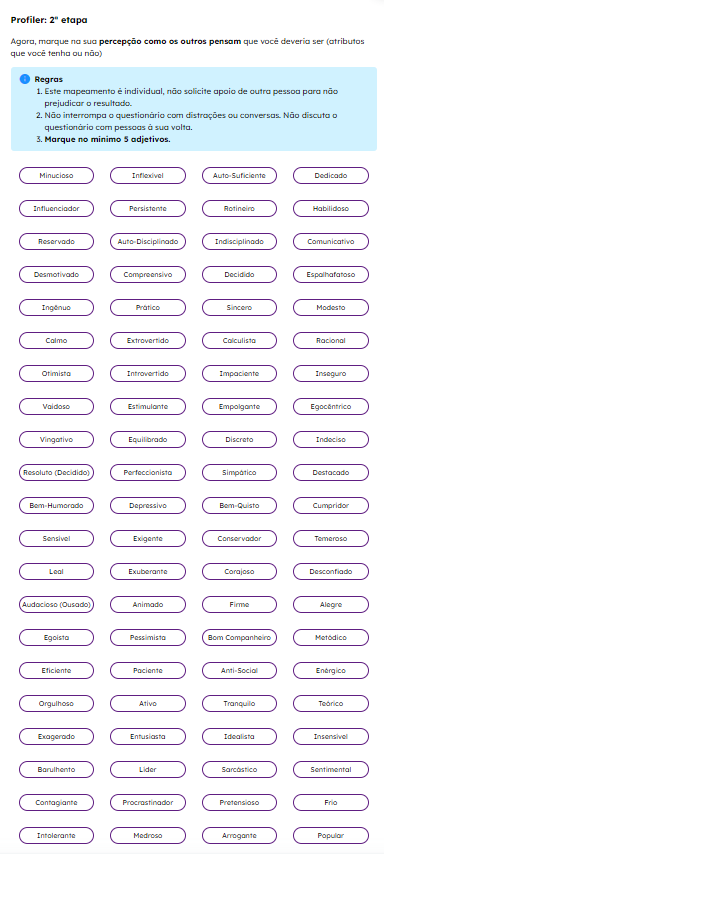 Profiler: 2ª etapa
Agora, marque na sua percepção como os outros pensam que você deveria ser (atributos
que você tenha ou não)
Regras
1. Este mapeamento é individual, não solicite apoio de outra pessoa para não
prejudicar o resultado.
2. Não interrompa o questionário com distrações ou conversas. Não discuta o
questionário com pessoas à sua volta.
3. Marque no mínimo 5 adjetivos.
Minucioso Inflexível Auto-Suficiente Dedicado
Influenciador Persistente Rotineiro Habilidoso
Reservado Auto-Disciplinado Indisciplinado Comunicativo
Desmotivado Compreensivo Decidido Espalhafatoso
Ingênuo Prático Sincero Modesto
Calmo Extrovertido Calculista Racional
Otimista Introvertido Impaciente Inseguro
Vaidoso Estimulante Empolgante Egocêntrico
Vingativo Equilibrado Discreto Indeciso
Resoluto (Decidido) Perfeccionista Simpático Destacado
Bem-Humorado Depressivo Bem-Quisto Cumpridor
Sensível Exigente Conservador Temeroso
Leal Exuberante Corajoso Desconfiado
Audacioso (Ousado) Animado Firme Alegre
Egoísta Pessimista Bom Companheiro Metódico
Eficiente Paciente Anti-Social Enérgico
Orgulhoso Ativo Tranquilo Teórico
Exagerado Entusiasta Idealista Insensível
Barulhento Líder Sarcástico Sentimental
Contagiante Procrastinador Pretensioso Frio
Intolerante Medroso Arrogante Popular